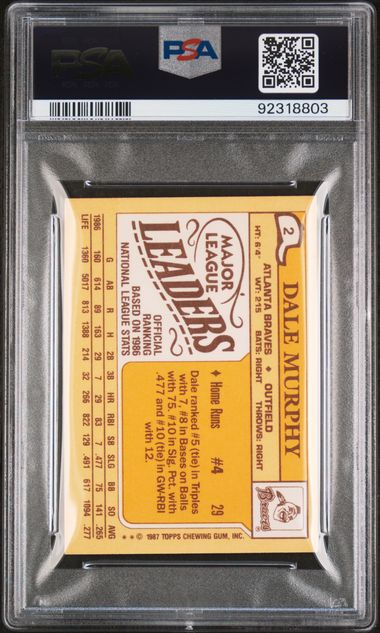 PSA
PSA
92318803
2
DALE MURPHY
ATLANTA BRAVES ♦ OUTFIELD
HT: 6'4" WT: 215 BATS: RIGHT THROWS: RIGHT
Braves
MAJOR
LEAGUE
LEADERS
OFFICIAL
RANKING
BASED ON 1986
NATIONAL LEAGUE STATS
♦ Home Runs #4 29
Dale ranked #5 (tie) in Triples
with 7, #8 in Bases on Balls
with 75, #10 in Slg. Pct. with
.477 and #10 (tie) in GW-RBI
with 12.
G AB R H 2B 3B HR RBI SB SLG BB SO AVG
1986 160 614 89 163 29 7 29 83 7 .477 75 141 .265
LIFE 1360 5017 813 1388 214 32 266 822 129 .491 617 1094 .277
** © 1987 TOPPS CHEWING GUM, INC.